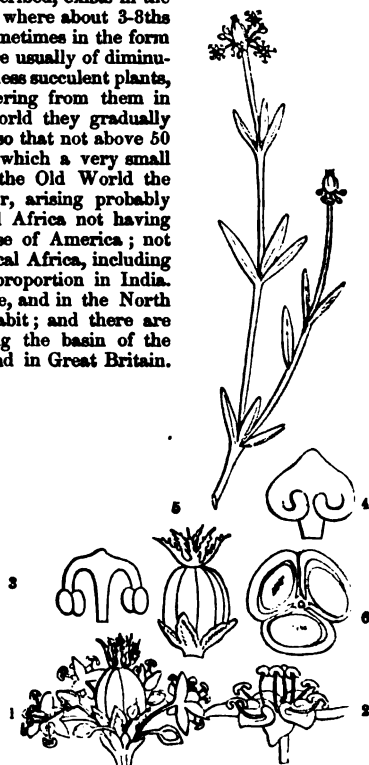 where about 3-8ths
metimes in the form
e usually of diminu-
less succulent plants,
ering from them in
orld they gradually
so that not above 50
which a very small
the Old World the
r, arising probably
l Africa not having
se of America; not
cal Africa, including
proportion in India.
e, and in the North
abit; and there are
g the basin of the
nd in Great Britain.
5
4
3
6
1
2